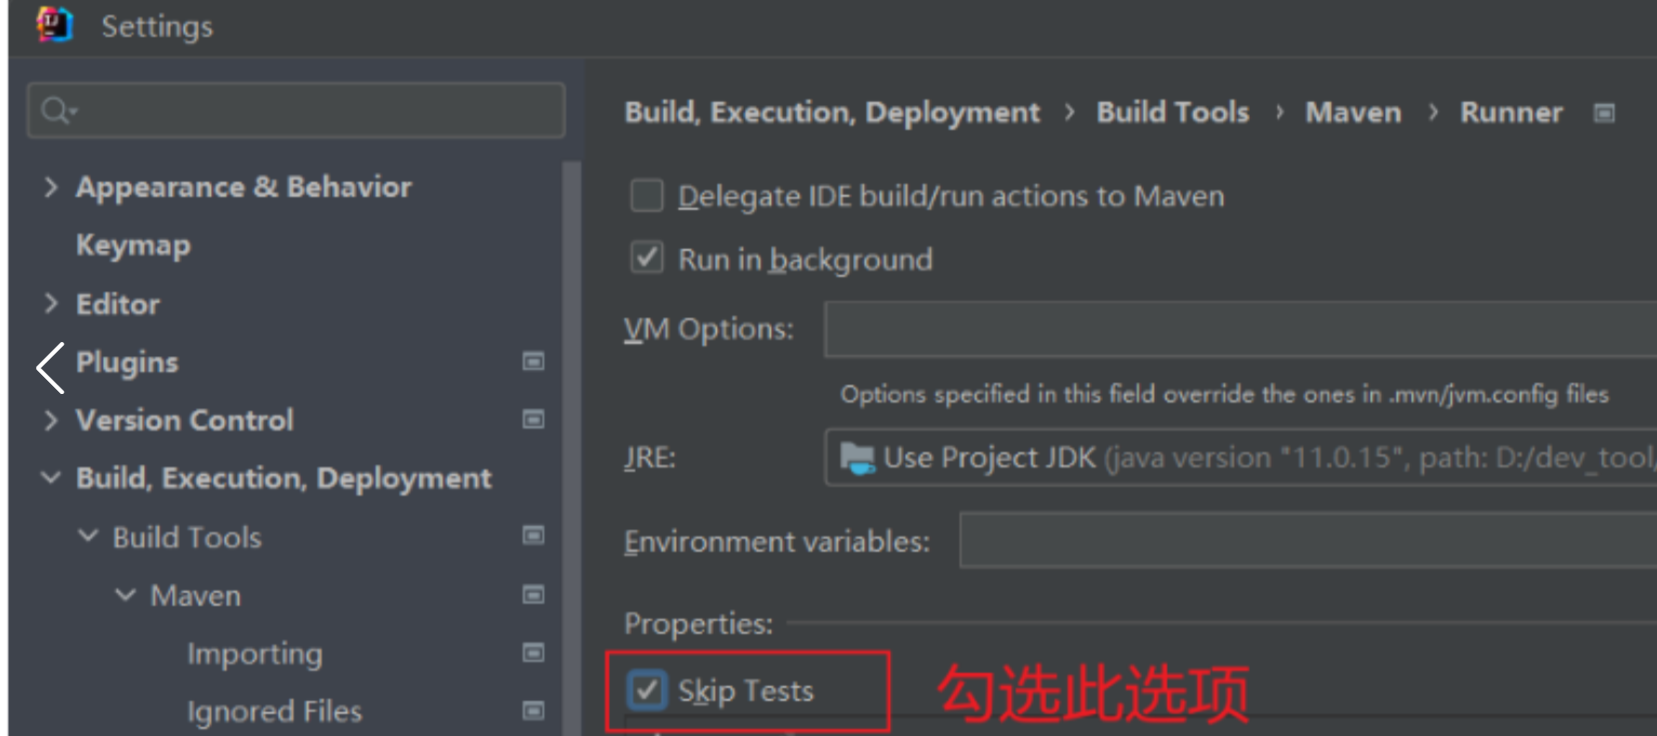 Settings
Build, Execution, Deployment › Build Tools › Maven › Runner
Appearance & Behavior
Keymap
Editor
Plugins
Version Control
Build, Execution, Deployment
Build Tools
Maven
Importing
Ignored Files
Delegate IDE build/run actions to Maven
Run in background
VM Options:
Options specified in this field override the ones in .mvn/jvm.config files
JRE: Use Project JDK (java version "11.0.15", path: D:/dev_tool/
Environment variables:
Properties:
Skip Tests 勾选此选项